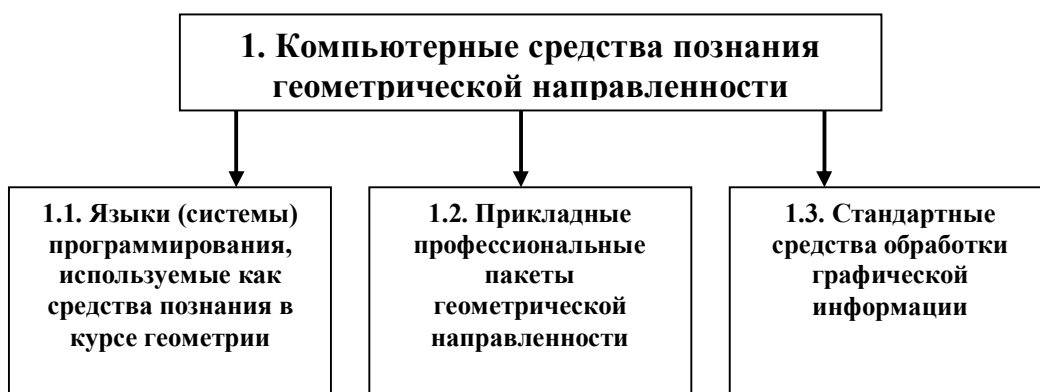 1. Компьютерные средства познания
геометрической направленности
1.1. Языки (системы)
программирования,
используемые как
средства познания в
курсе геометрии
1.2. Прикладные
профессиональные
пакеты
геометрической
направленности
1.3. Стандартные
средства обработки
графической
информации